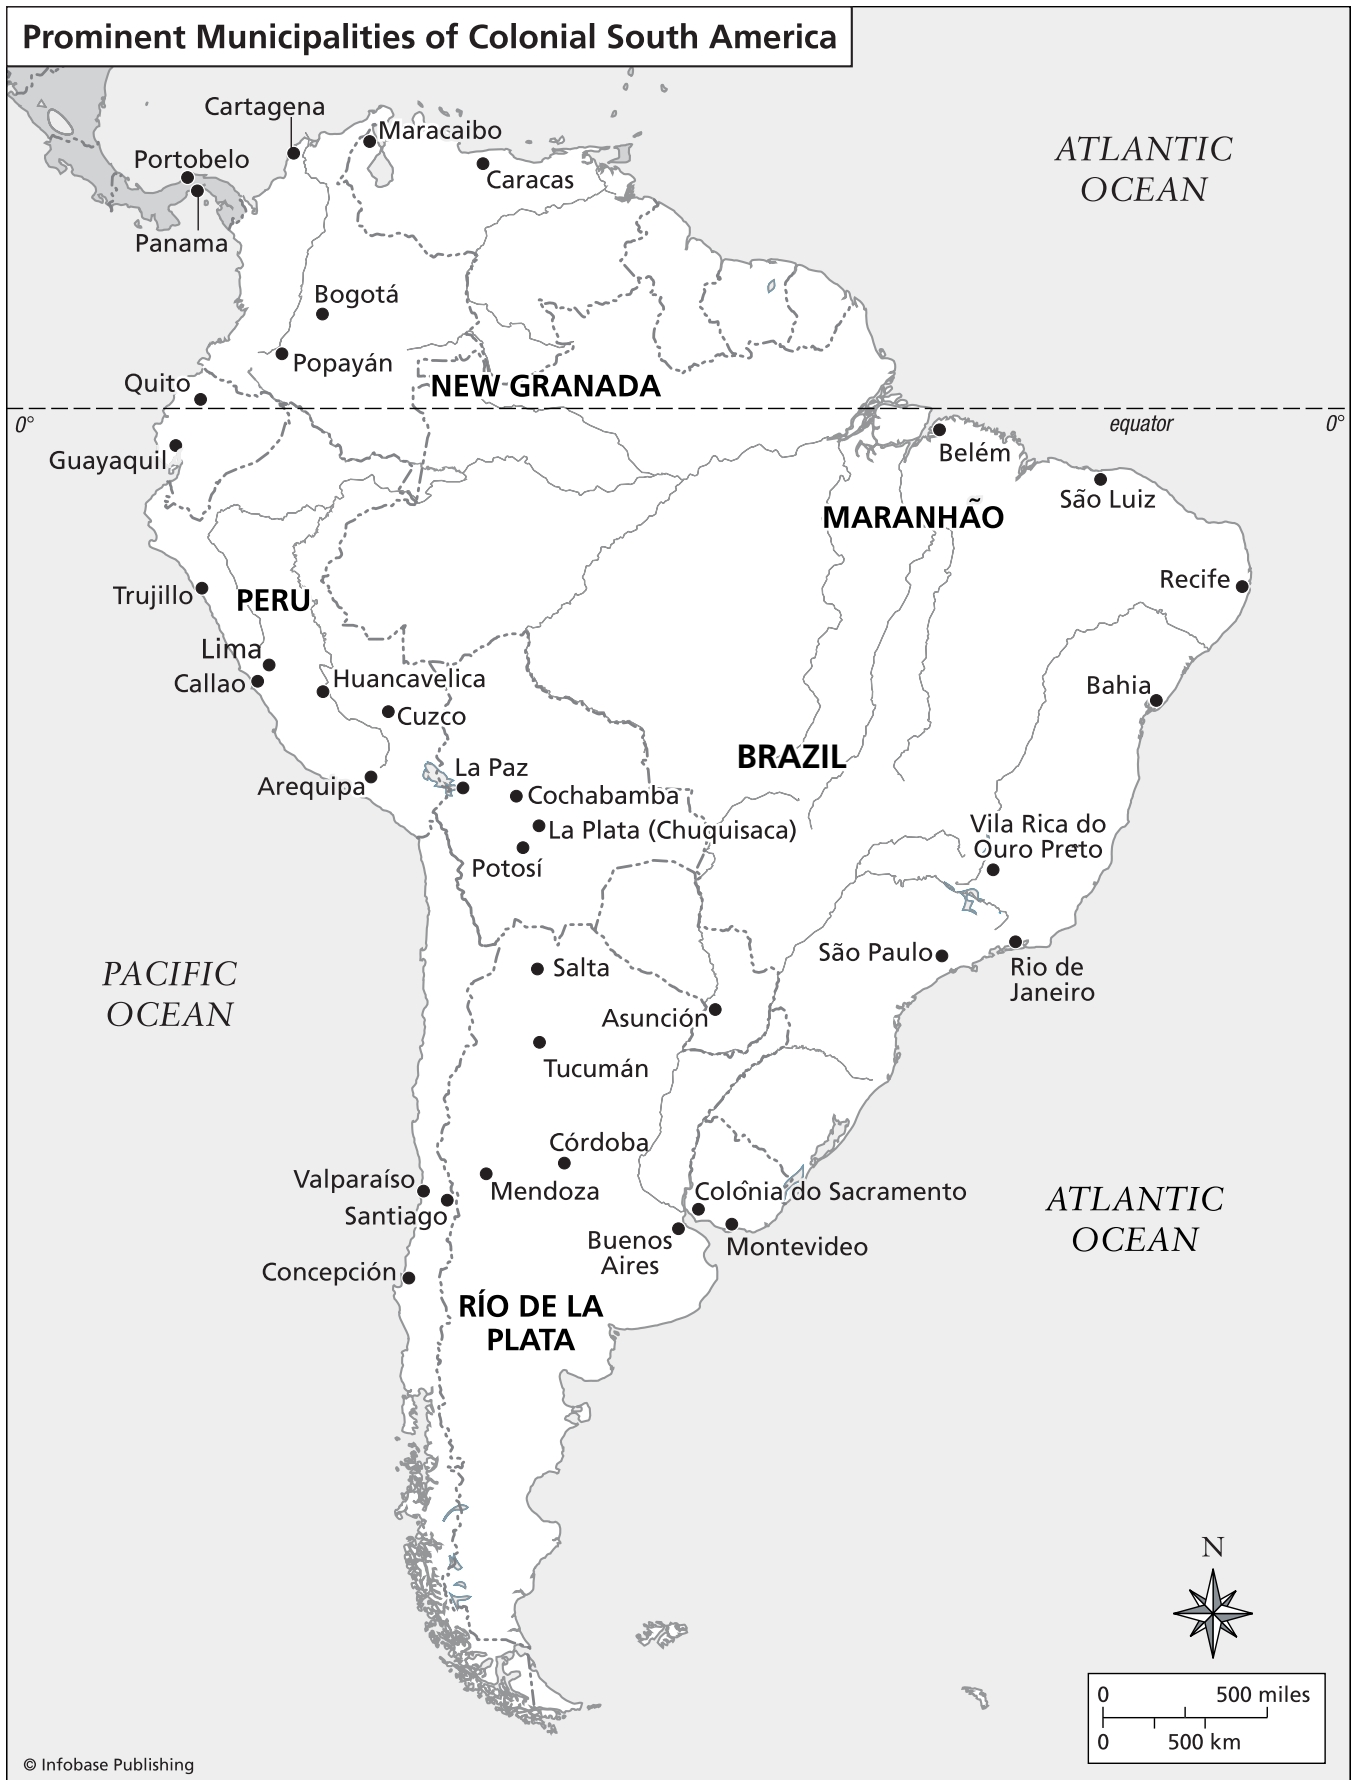 Prominent Municipalities of Colonial South America
Cartagena
Maracaibo
Portobelo
Caracas
ATLANTIC
OCEAN
Panama
Bogotá
Popayán
Quito
NEW GRANADA
0°
equator
0°
Guayaquil
Belém
São Luiz
MARANHÃO
Recife
Trujillo
PERU
Lima
Callao
Huancavelica
Bahia
Cuzco
BRAZIL
La Paz
Arequipa
Cochabamba
La Plata (Chuquisaca)
Vila Rica do
Ouro Preto
Potosí
São Paulo
PACIFIC
OCEAN
Salta
Rio de
Janeiro
Asunción
Tucumán
Córdoba
Valparaíso
Mendoza
Colônia do Sacramento
Santiago
ATLANTIC
OCEAN
Buenos
Aires
Montevideo
Concepción
RÍO DE LA
PLATA
N
0 500 miles
0 500 km
© Infobase Publishing